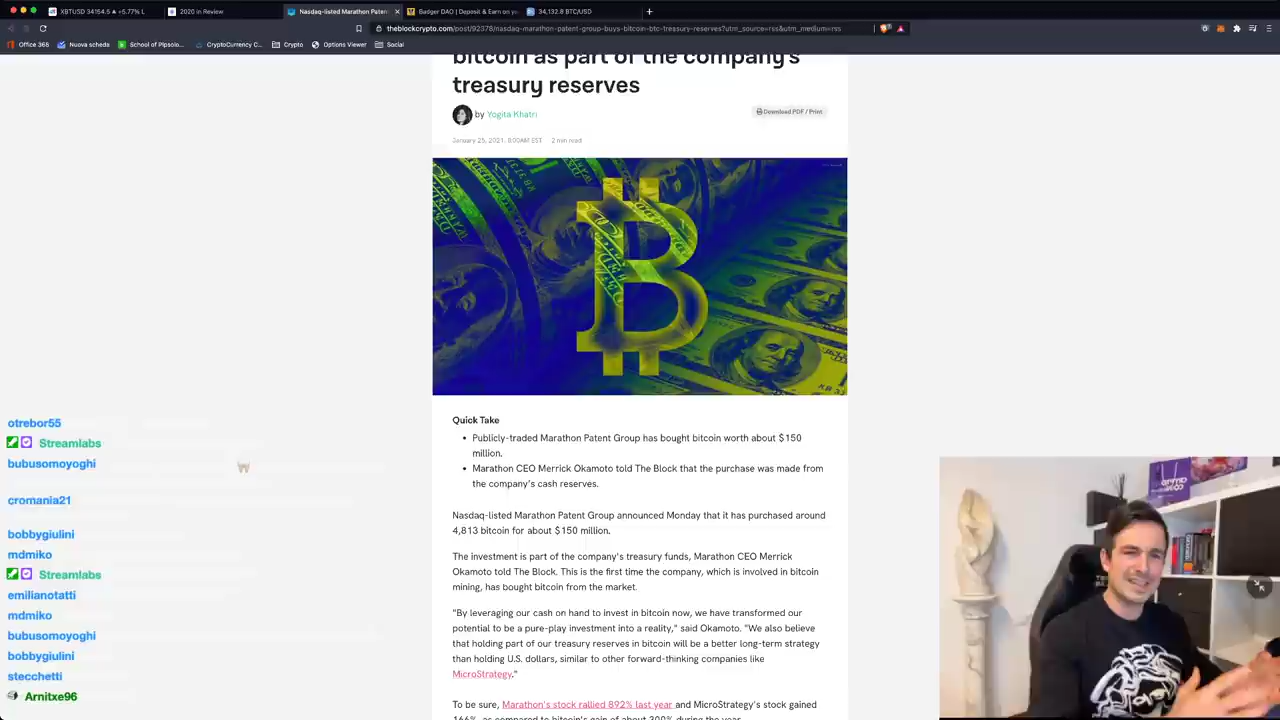 XBTUSD 34154.5 ▲ +5.77% L
2020 in Review
Nasdaq-listed Marathon Patent
Badger DAO | Deposit & Earn on yo
34,132.8 BTC/USD
theblockcrypto.com/post/92378/nasdaq-marathon-patent-group-buys-bitcoin-btc-treasury-reserves?utm_source=rss&utm_medium=rss
Office 365
Nuova scheda
School of Pipsolo...
CryptoCurrency C...
Crypto
Options Viewer
Social
bitcoin as part of the company's
treasury reserves
by Yogita Khatri
Download PDF / Print
January 25, 2021, 8:00AM EST 2 min read
Quick Take
• Publicly-traded Marathon Patent Group has bought bitcoin worth about $150
million.
• Marathon CEO Merrick Okamoto told The Block that the purchase was made from
the company's cash reserves.
Nasdaq-listed Marathon Patent Group announced Monday that it has purchased around
4,813 bitcoin for about $150 million.
The investment is part of the company's treasury funds, Marathon CEO Merrick
Okamoto told The Block. This is the first time the company, which is involved in bitcoin
mining, has bought bitcoin from the market.
"By leveraging our cash on hand to invest in bitcoin now, we have transformed our
potential to be a pure-play investment into a reality," said Okamoto. "We also believe
that holding part of our treasury reserves in bitcoin will be a better long-term strategy
than holding U.S. dollars, similar to other forward-thinking companies like
MicroStrategy."
To be sure, Marathon's stock rallied 892% last year and MicroStrategy's stock gained
166%, as compared to bitcoin's gain of about 300% during the year.
otrebor55
Streamlabs
bubusomoyoghi
cromania21
bobbygiulini
mdmiko
Streamlabs
emilianotatti
mdmiko
bubusomoyoghi
bobbygiulini
stecchetti
Arnitxe96